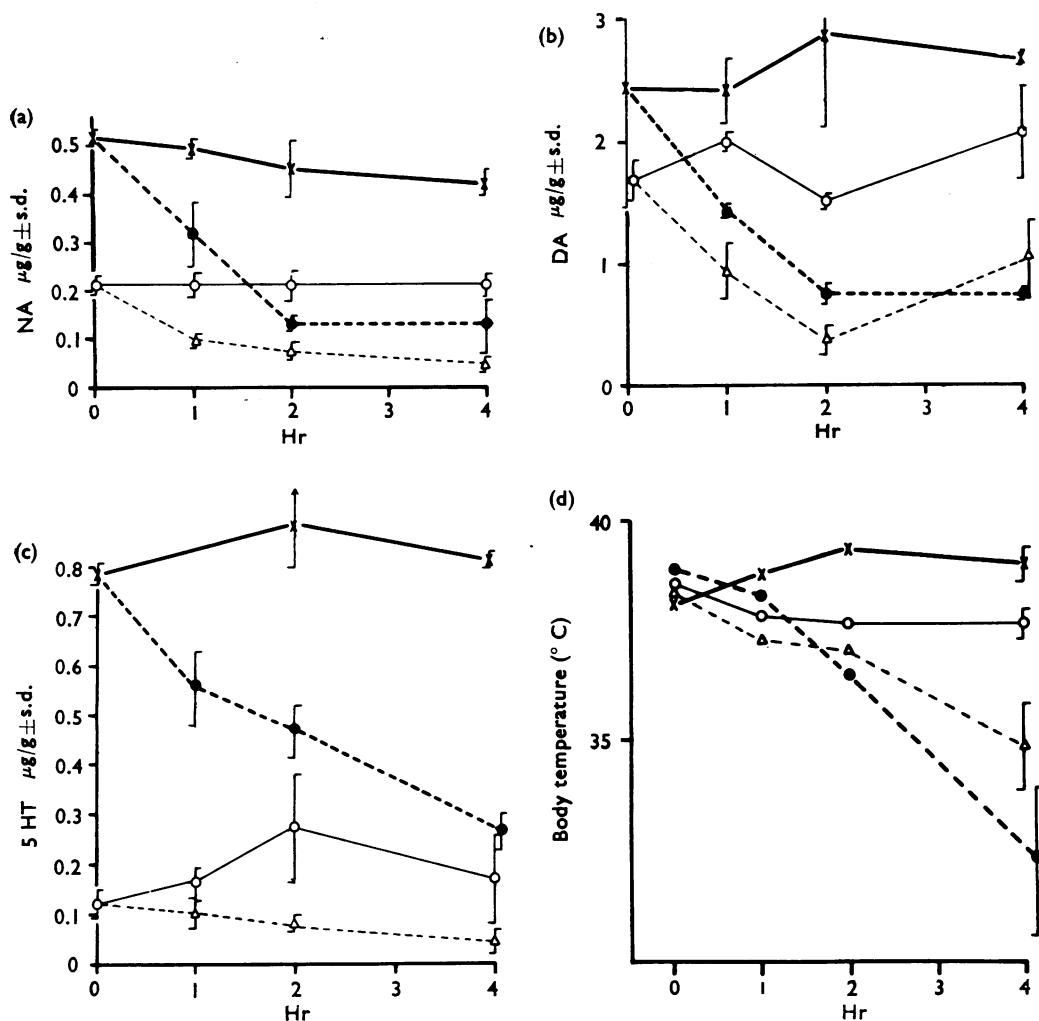 (a)
NA µg/g±s.d.
0.5
0.4
0.3
0.2
0.1
0
0 1 2 3 4
Hr
(b)
DA µg/g±s.d.
3
2
1
0
0 1 2 3 4
Hr
(c)
5 HT µg/g±s.d.
0.8
0.7
0.6
0.5
0.4
0.3
0.2
0.1
0
0 1 2 3 4
Hr
(d)
Body temperature (° C)
40
35
0 1 2 3 4
Hr